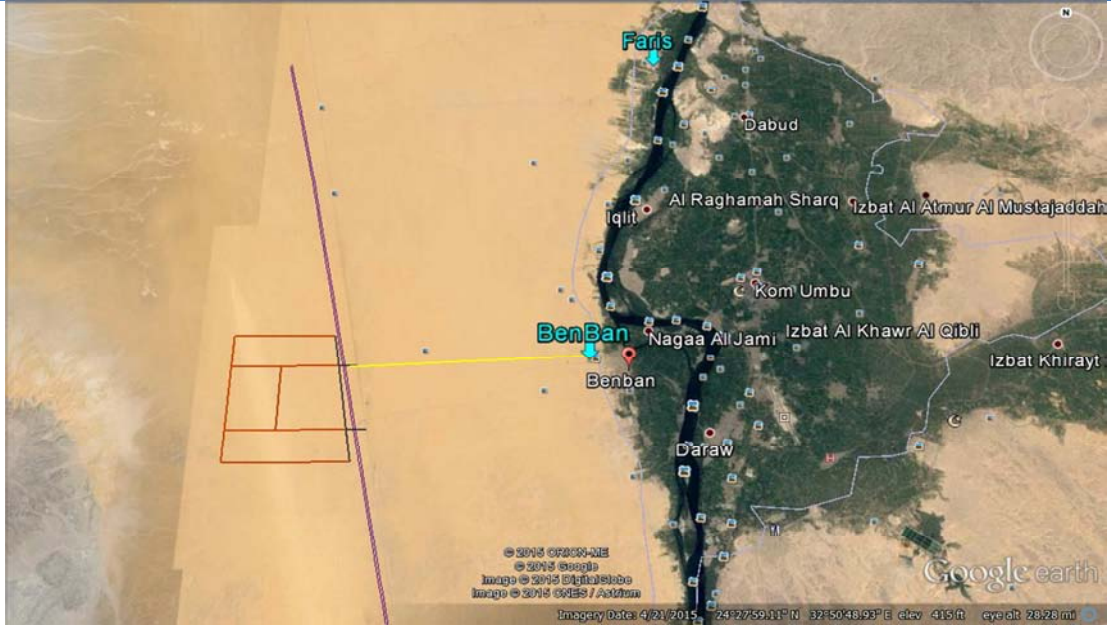 N
Faris
Dabud
Al Raghamah Sharq
Izbat Al Atmur Al Mustajaddah
Iqlit
Kom Umbu
BenBan
Nagaa Al Jami
Izbat Al Khawr Al Qibli
Izbat Khirayt
Benban
Daraw
© 2015 ORION-ME
© 2015 Google
Image © 2015 DigitalGlobe
Image © 2015 CNES / Astrium
Google earth
Imagery Date: 4/21/2015 24°27'59.11" N 32°50'48.93" E elev 415 ft eye alt 28.28 mi